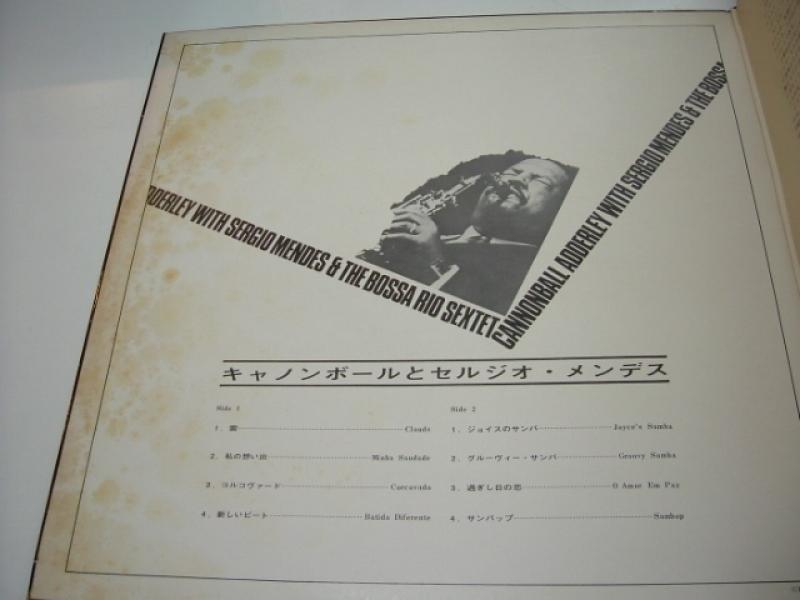 ADDERLEY WITH SERGIO MENDES & THE BOSSA RIO SEXTET
CANNONBALL ADDERLEY WITH SERGIO MENDES & THE BOSSA
キャノンボールとセルジオ・メンデス
Side 1
1. 雲 Clouds
2. 私の想い出 Minha Saudade
3. コルコヴァード Corcovado
4. 新しいビート Batida Diferente
Side 2
1. ジョイスのサンバ Joyce's Samba
2. グルーヴィー・サンバ Groovy Samba
3. 過ぎし日の恋 O Amor Em Paz
4. サンバップ Sambop